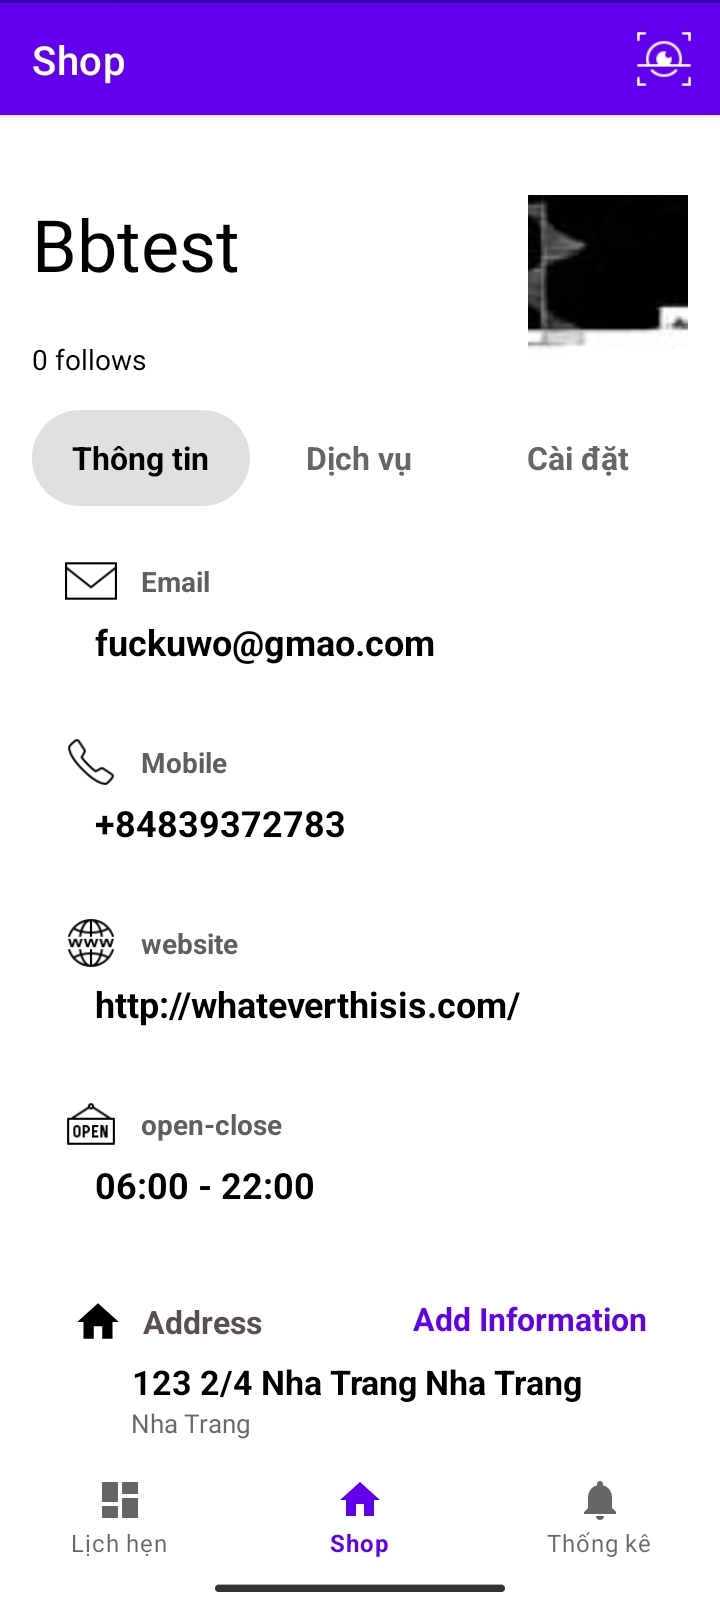 Shop
Bbtest
0 follows
Thông tin
Dịch vụ
Cài đặt
Email
fuckuwo@gmao.com
Mobile
+84839372783
WWW
website
http://whateverthisis.com/
OPEN
open-close
06:00 - 22:00
Address
Add Information
123 2/4 Nha Trang Nha Trang
Nha Trang
Lịch hẹn
Shop
Thống kê